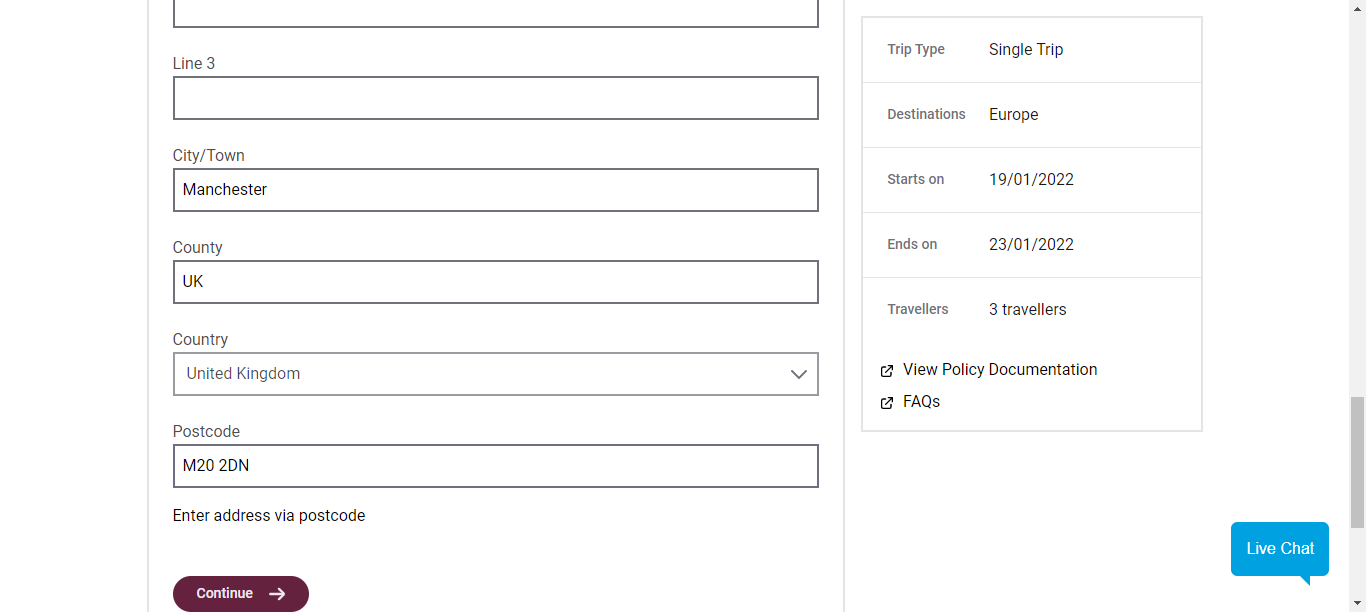 Line 3
City/Town
Manchester
County
UK
Country
United Kingdom
Postcode
M20 2DN
Enter address via postcode
Continue
Trip Type Single Trip
Destinations Europe
Starts on 19/01/2022
Ends on 23/01/2022
Travellers 3 travellers
View Policy Documentation
FAQs
Live Chat